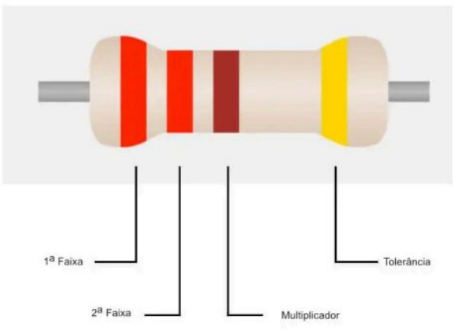 1ª Faixa
Tolerância
2ª Faixa
Multiplicador